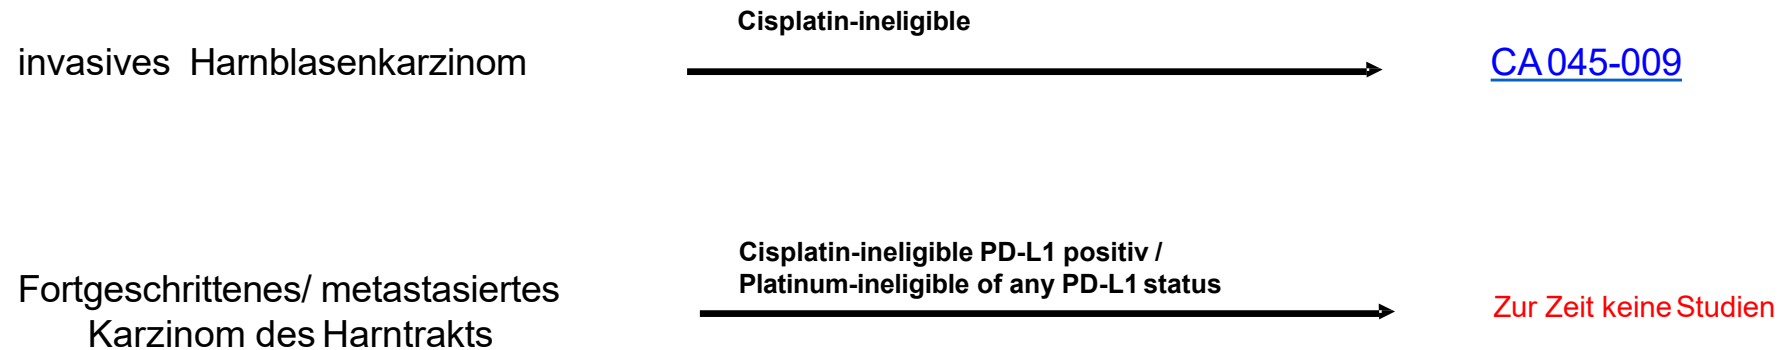 Cisplatin-ineligible
invasives Harnblasenkarzinom
CA 045-009
Cisplatin-ineligible PD-L1 positiv /
Platinum-ineligible of any PD-L1 status
Fortgeschrittenes/ metastasiertes
Karzinom des Harntrakts
Zur Zeit keine Studien